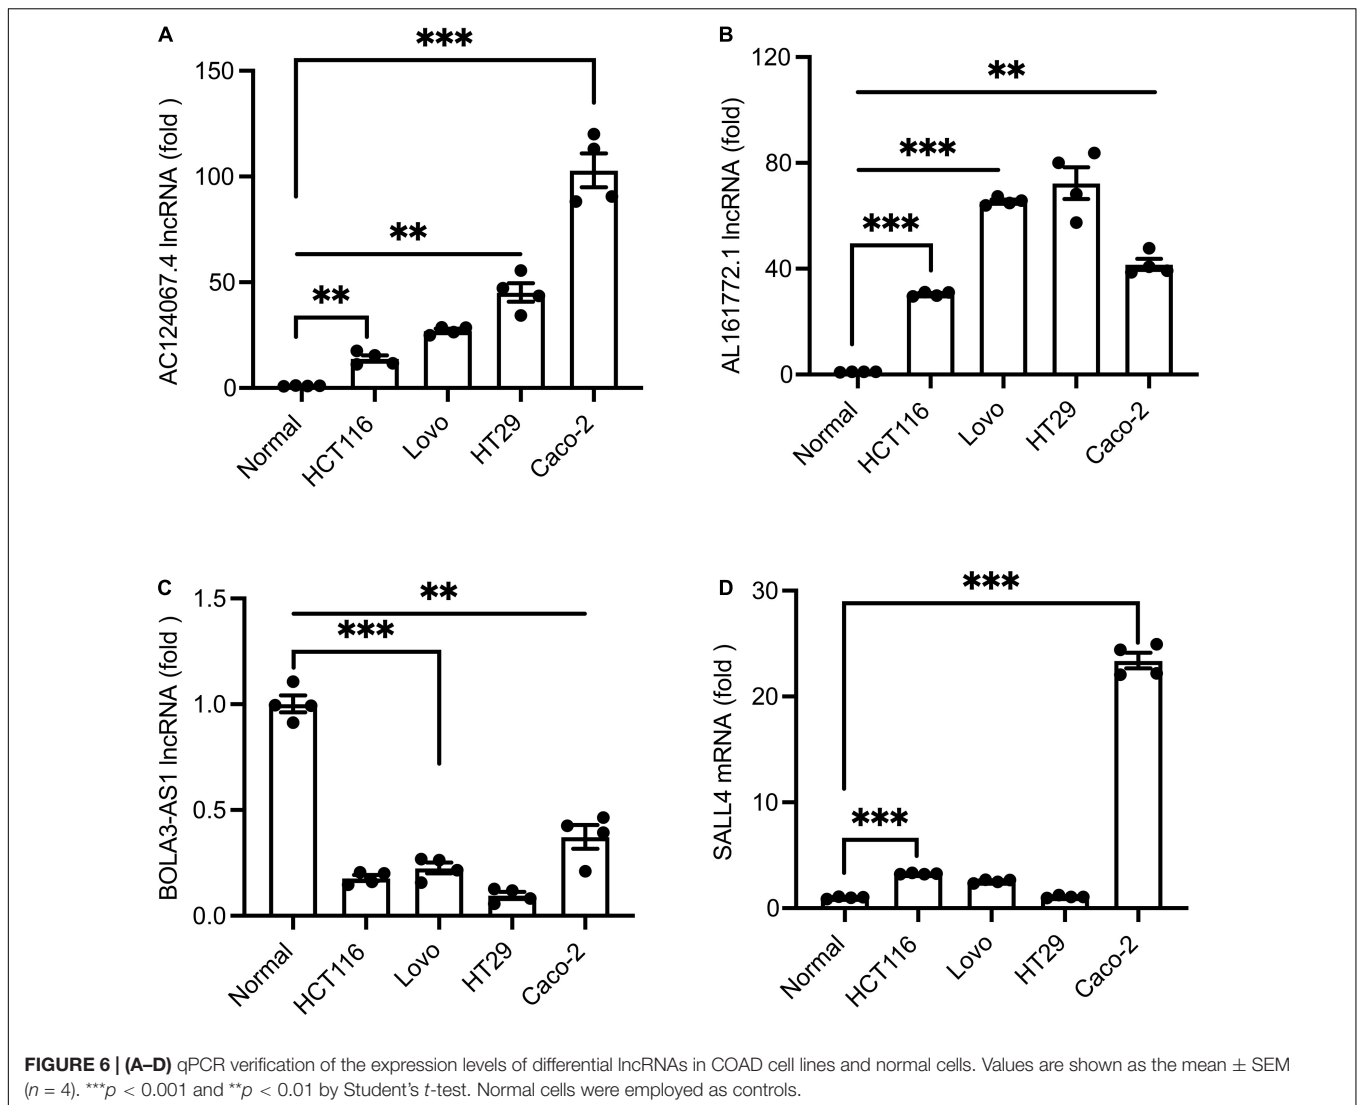 A
***
**
**
AC124067.4 lncRNA (fold )
150
100
50
0
Normal
HCT116
Lovo
HT29
Caco-2
B
**
***
***
AL161772.1 lncRNA (fold)
120
80
40
0
Normal
HCT116
Lovo
HT29
Caco-2
C
**
***
BOLA3-AS1 lncRNA (fold )
1.5
1.0
0.5
0.0
Normal
HCT116
Lovo
HT29
Caco-2
D
***
***
SALL4 mRNA (fold )
30
20
10
0
Normal
HCT116
Lovo
HT29
Caco-2
FIGURE 6 | (A–D) qPCR verification of the expression levels of differential lncRNAs in COAD cell lines and normal cells. Values are shown as the mean ± SEM
(n = 4). ***p < 0.001 and **p < 0.01 by Student's t-test. Normal cells were employed as controls.